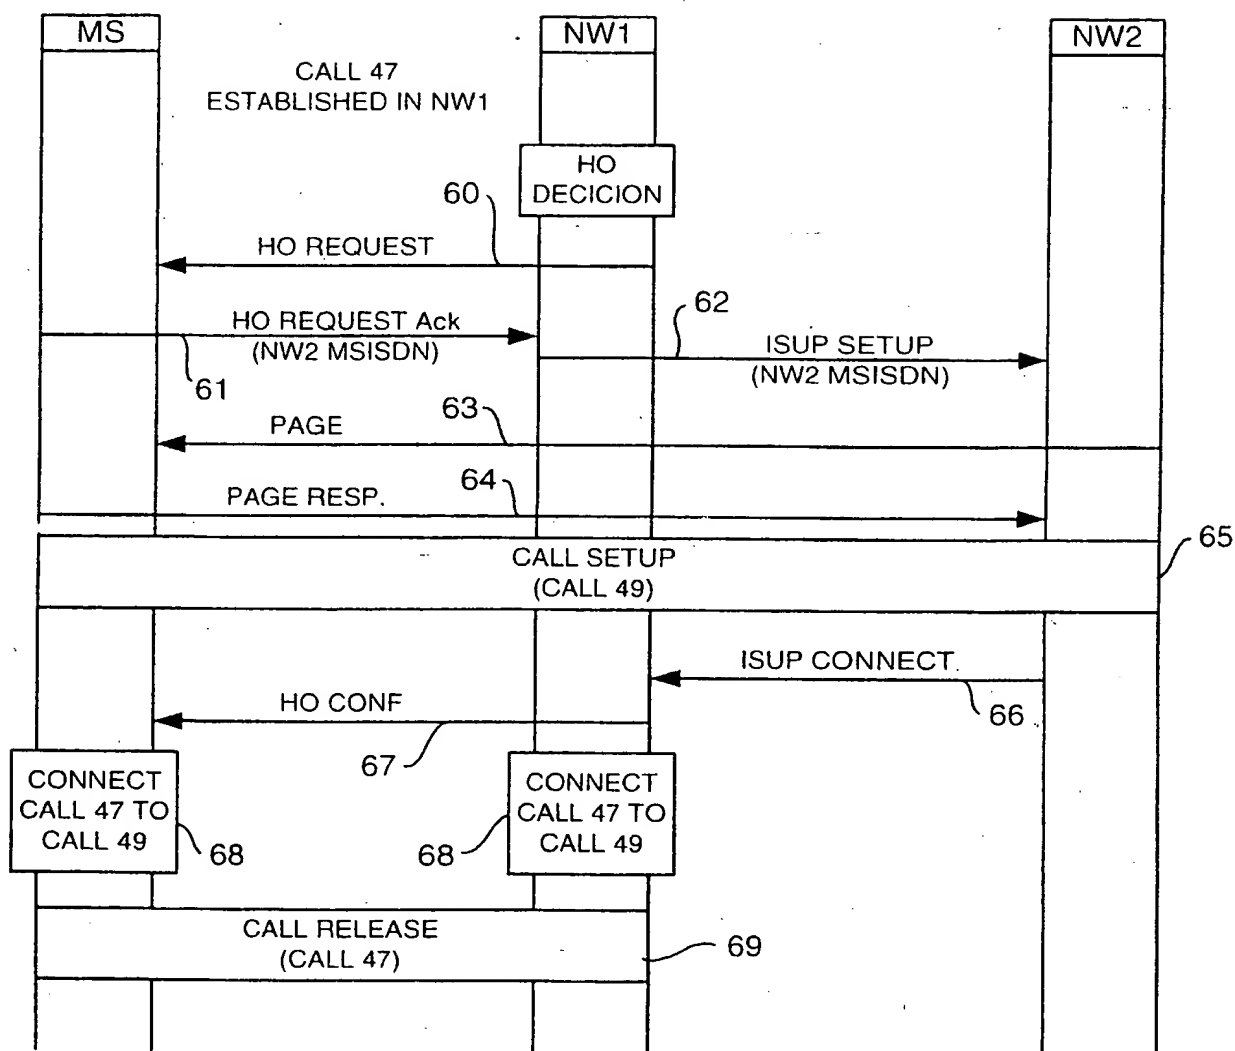 MS
NW1
NW2
CALL 47
ESTABLISHED IN NW1
HO
DECICION
60
HO REQUEST
62
HO REQUEST Ack
(NW2 MSISDN)
ISUP SETUP
(NW2 MSISDN)
61
63
PAGE
64
PAGE RESP.
65
CALL SETUP
(CALL 49)
ISUP CONNECT
66
HO CONF
67
CONNECT
CALL 47 TO
CALL 49
68
CONNECT
CALL 47 TO
CALL 49
68
CALL RELEASE
(CALL 47)
69